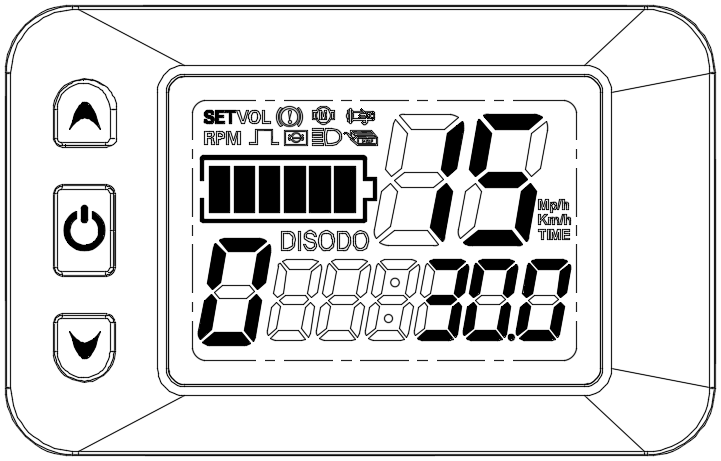 SETVOL (!) M
RPM
15
Mp/h
Km/h
TIME
DISODO
0 30.0